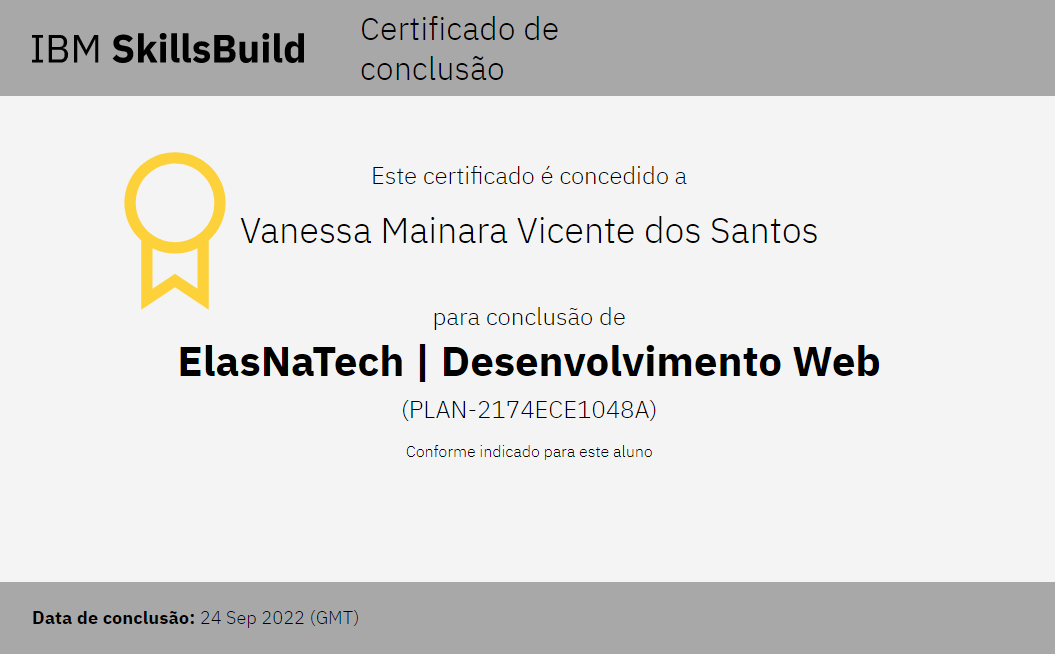 IBM SkillsBuild
Certificado de
conclusão
Este certificado é concedido a
Vanessa Mainara Vicente dos Santos
para conclusão de
ElasNaTech | Desenvolvimento Web
(PLAN-2174ECE1048A)
Conforme indicado para este aluno
Data de conclusão: 24 Sep 2022 (GMT)